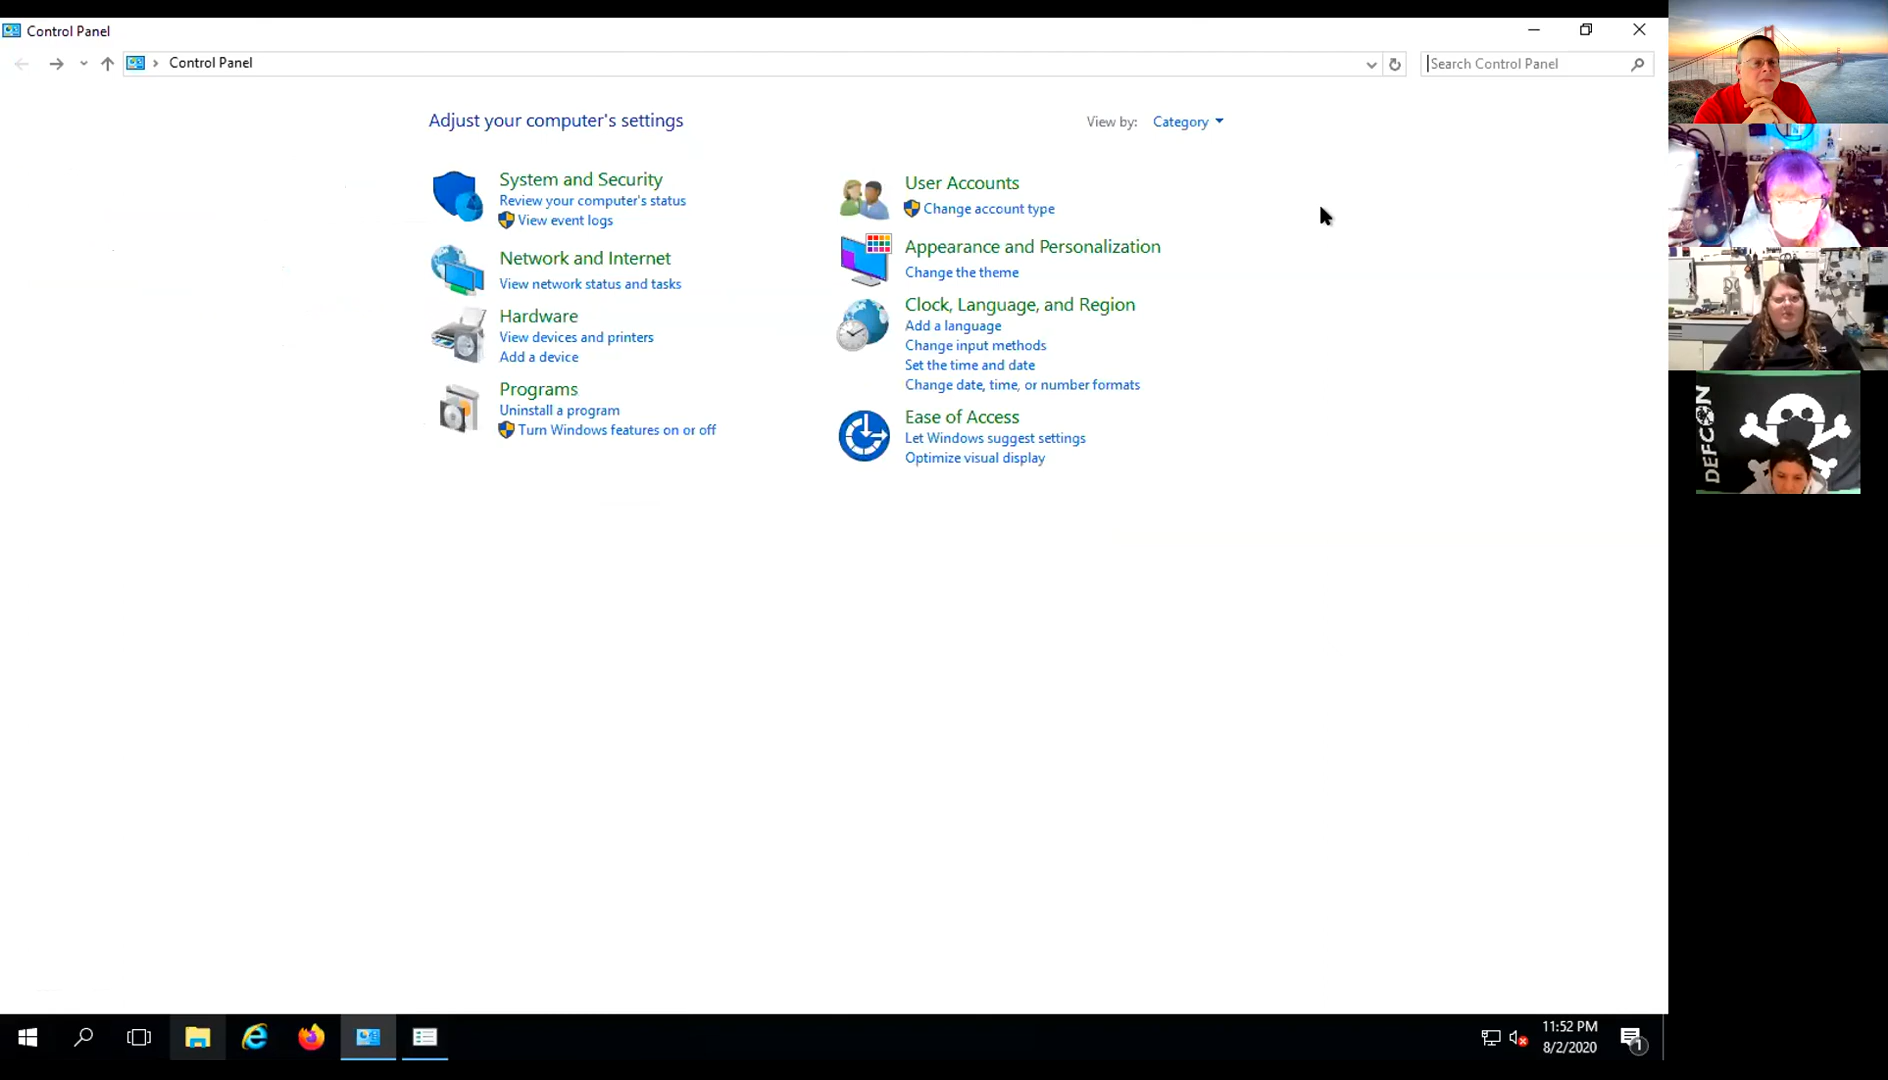 Control Panel
Control Panel
Search Control Panel
Adjust your computer's settings
View by: Category
System and Security
Review your computer's status
View event logs
Network and Internet
View network status and tasks
Hardware
View devices and printers
Add a device
Programs
Uninstall a program
Turn Windows features on or off
User Accounts
Change account type
Appearance and Personalization
Change the theme
Clock, Language, and Region
Add a language
Change input methods
Set the time and date
Change date, time, or number formats
Ease of Access
Let Windows suggest settings
Optimize visual display
DEFCON
11:52 PM
8/2/2020
1